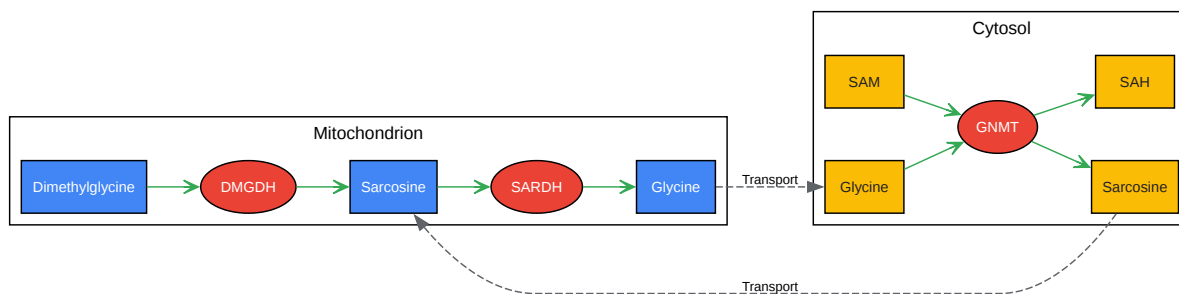 Cytosol
SAM
SAH
GNMT
Mitochondrion
Dimethylglycine
DMGDH
Sarcosine
SARDH
Glycine
Transport
Glycine
Sarcosine
Transport